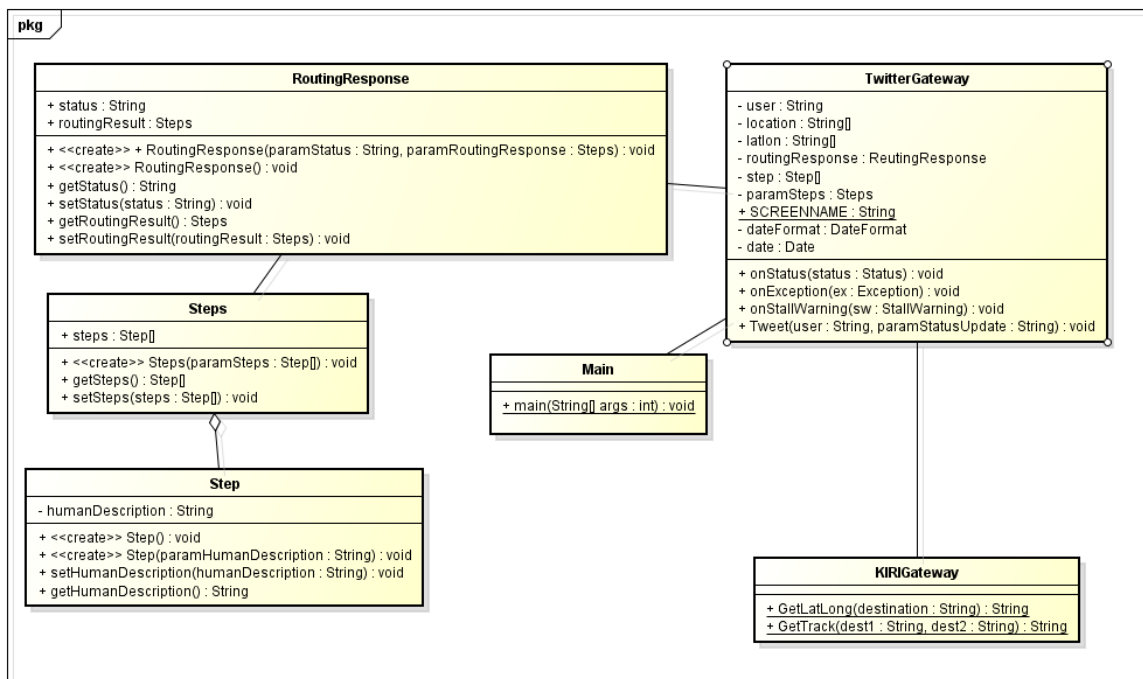 pkg
RoutingResponse
+ status : String
+ routingResult : Steps
+ <<create>> + RoutingResponse(paramStatus : String, paramRoutingResponse : Steps) : void
+ <<create>> RoutingResponse() : void
+ getStatus() : String
+ setStatus(status : String) : void
+ getRoutingResult() : Steps
+ setRoutingResult(routingResult : Steps) : void
TwitterGateway
- user : String
- location : String[]
- latlon : String[]
- routingResponse : ReutingResponse
- step : Step[]
- paramSteps : Steps
+ SCREENNAME : String
- dateFormat : DateFormat
- date : Date
+ onStatus(status : Status) : void
+ onException(ex : Exception) : void
+ onStallWarning(sw : StallWarning) : void
+ Tweet(user : String, paramStatusUpdate : String) : void
Steps
+ steps : Step[]
+ <<create>> Steps(paramSteps : Step[]) : void
+ getSteps() : Step[]
+ setSteps(steps : Step[]) : void
Main
+ main(String[] args : int) : void
Step
- humanDescription : String
+ <<create>> Step() : void
+ <<create>> Step(paramHumanDescription : String) : void
+ setHumanDescription(humanDescription : String) : void
+ getHumanDescription() : String
KIRIGateway
+ GetLatLong(destination : String) : String
+ GetTrack(dest1 : String, dest2 : String) : String